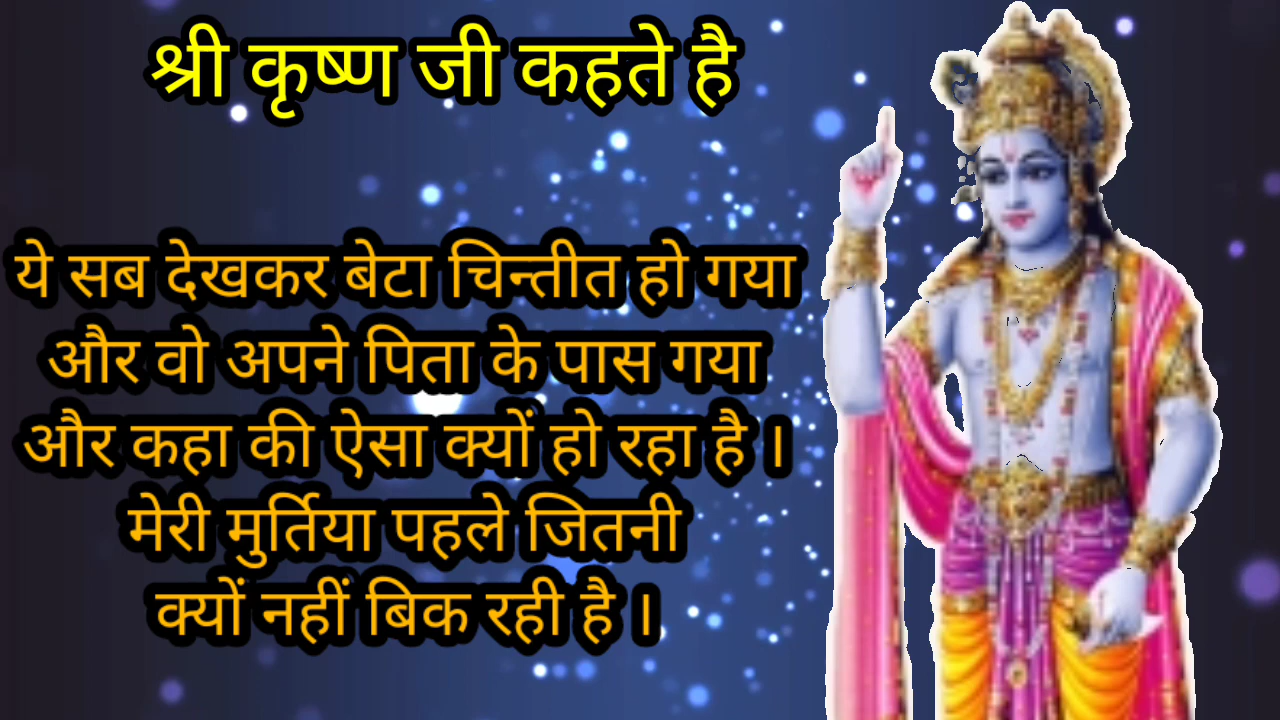 श्री कृष्ण जी कहते है
ये सब देखकर बेटा चिन्तीत हो गया
और वो अपने पिता के पास गया
और कहा की ऐसा क्यों हो रहा है ।
मेरी मुर्तिया पहले जितनी
क्यों नहीं बिक रही है ।